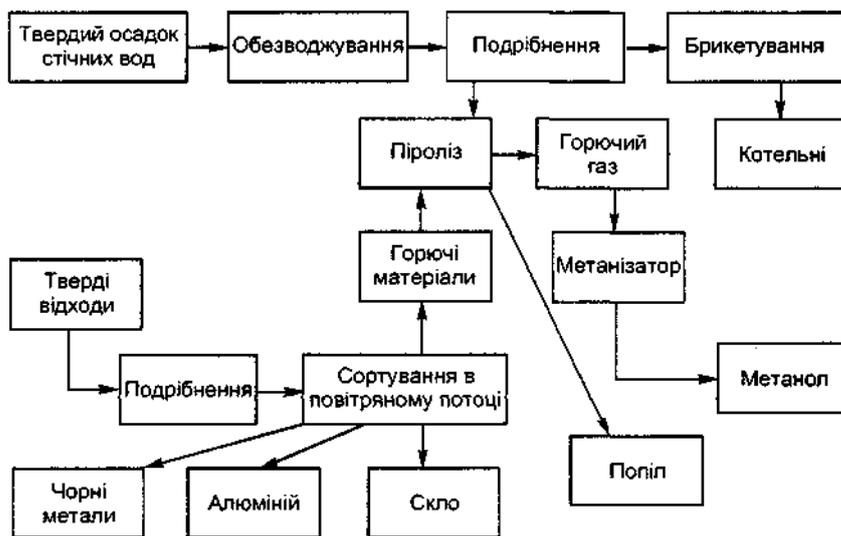 Твердий осадок
стічних вод
Обезводжування
Подрібнення
Брикетування
Піроліз
Горючий
газ
Котельні
Горючі
матеріали
Метанізатор
Тверді
відходи
Подрібнення
Сортування в
повітряному потоці
Метанол
Чорні
метали
Алюміній
Скло
Попіл